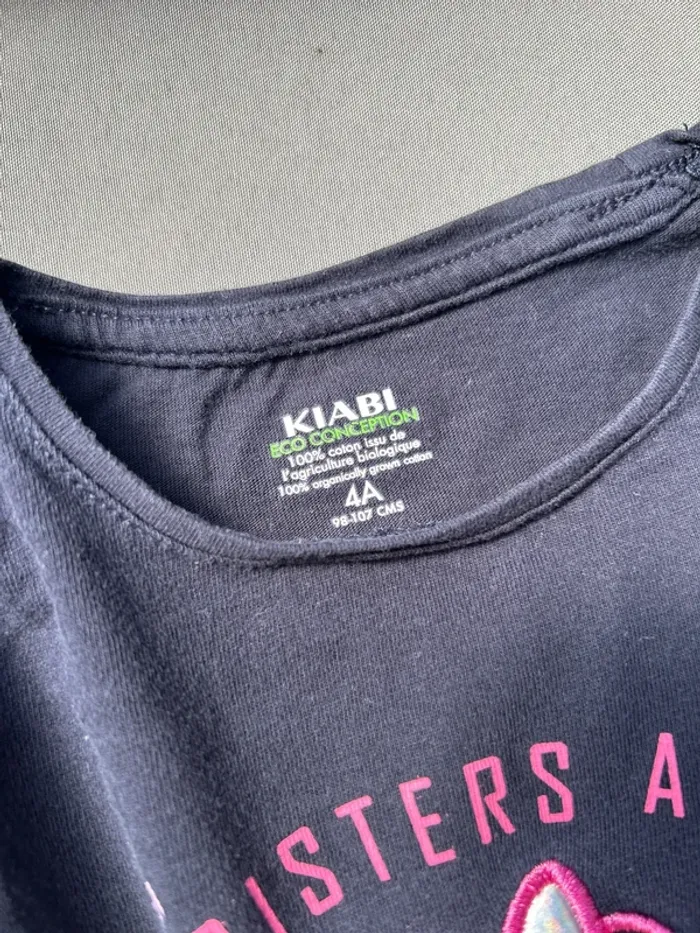 KIABI
ECO CONCEPTION
100% coton issu de
l'agriculture biologique
100% organically grown cotton
4A
98-107 CMS
SISTERS A